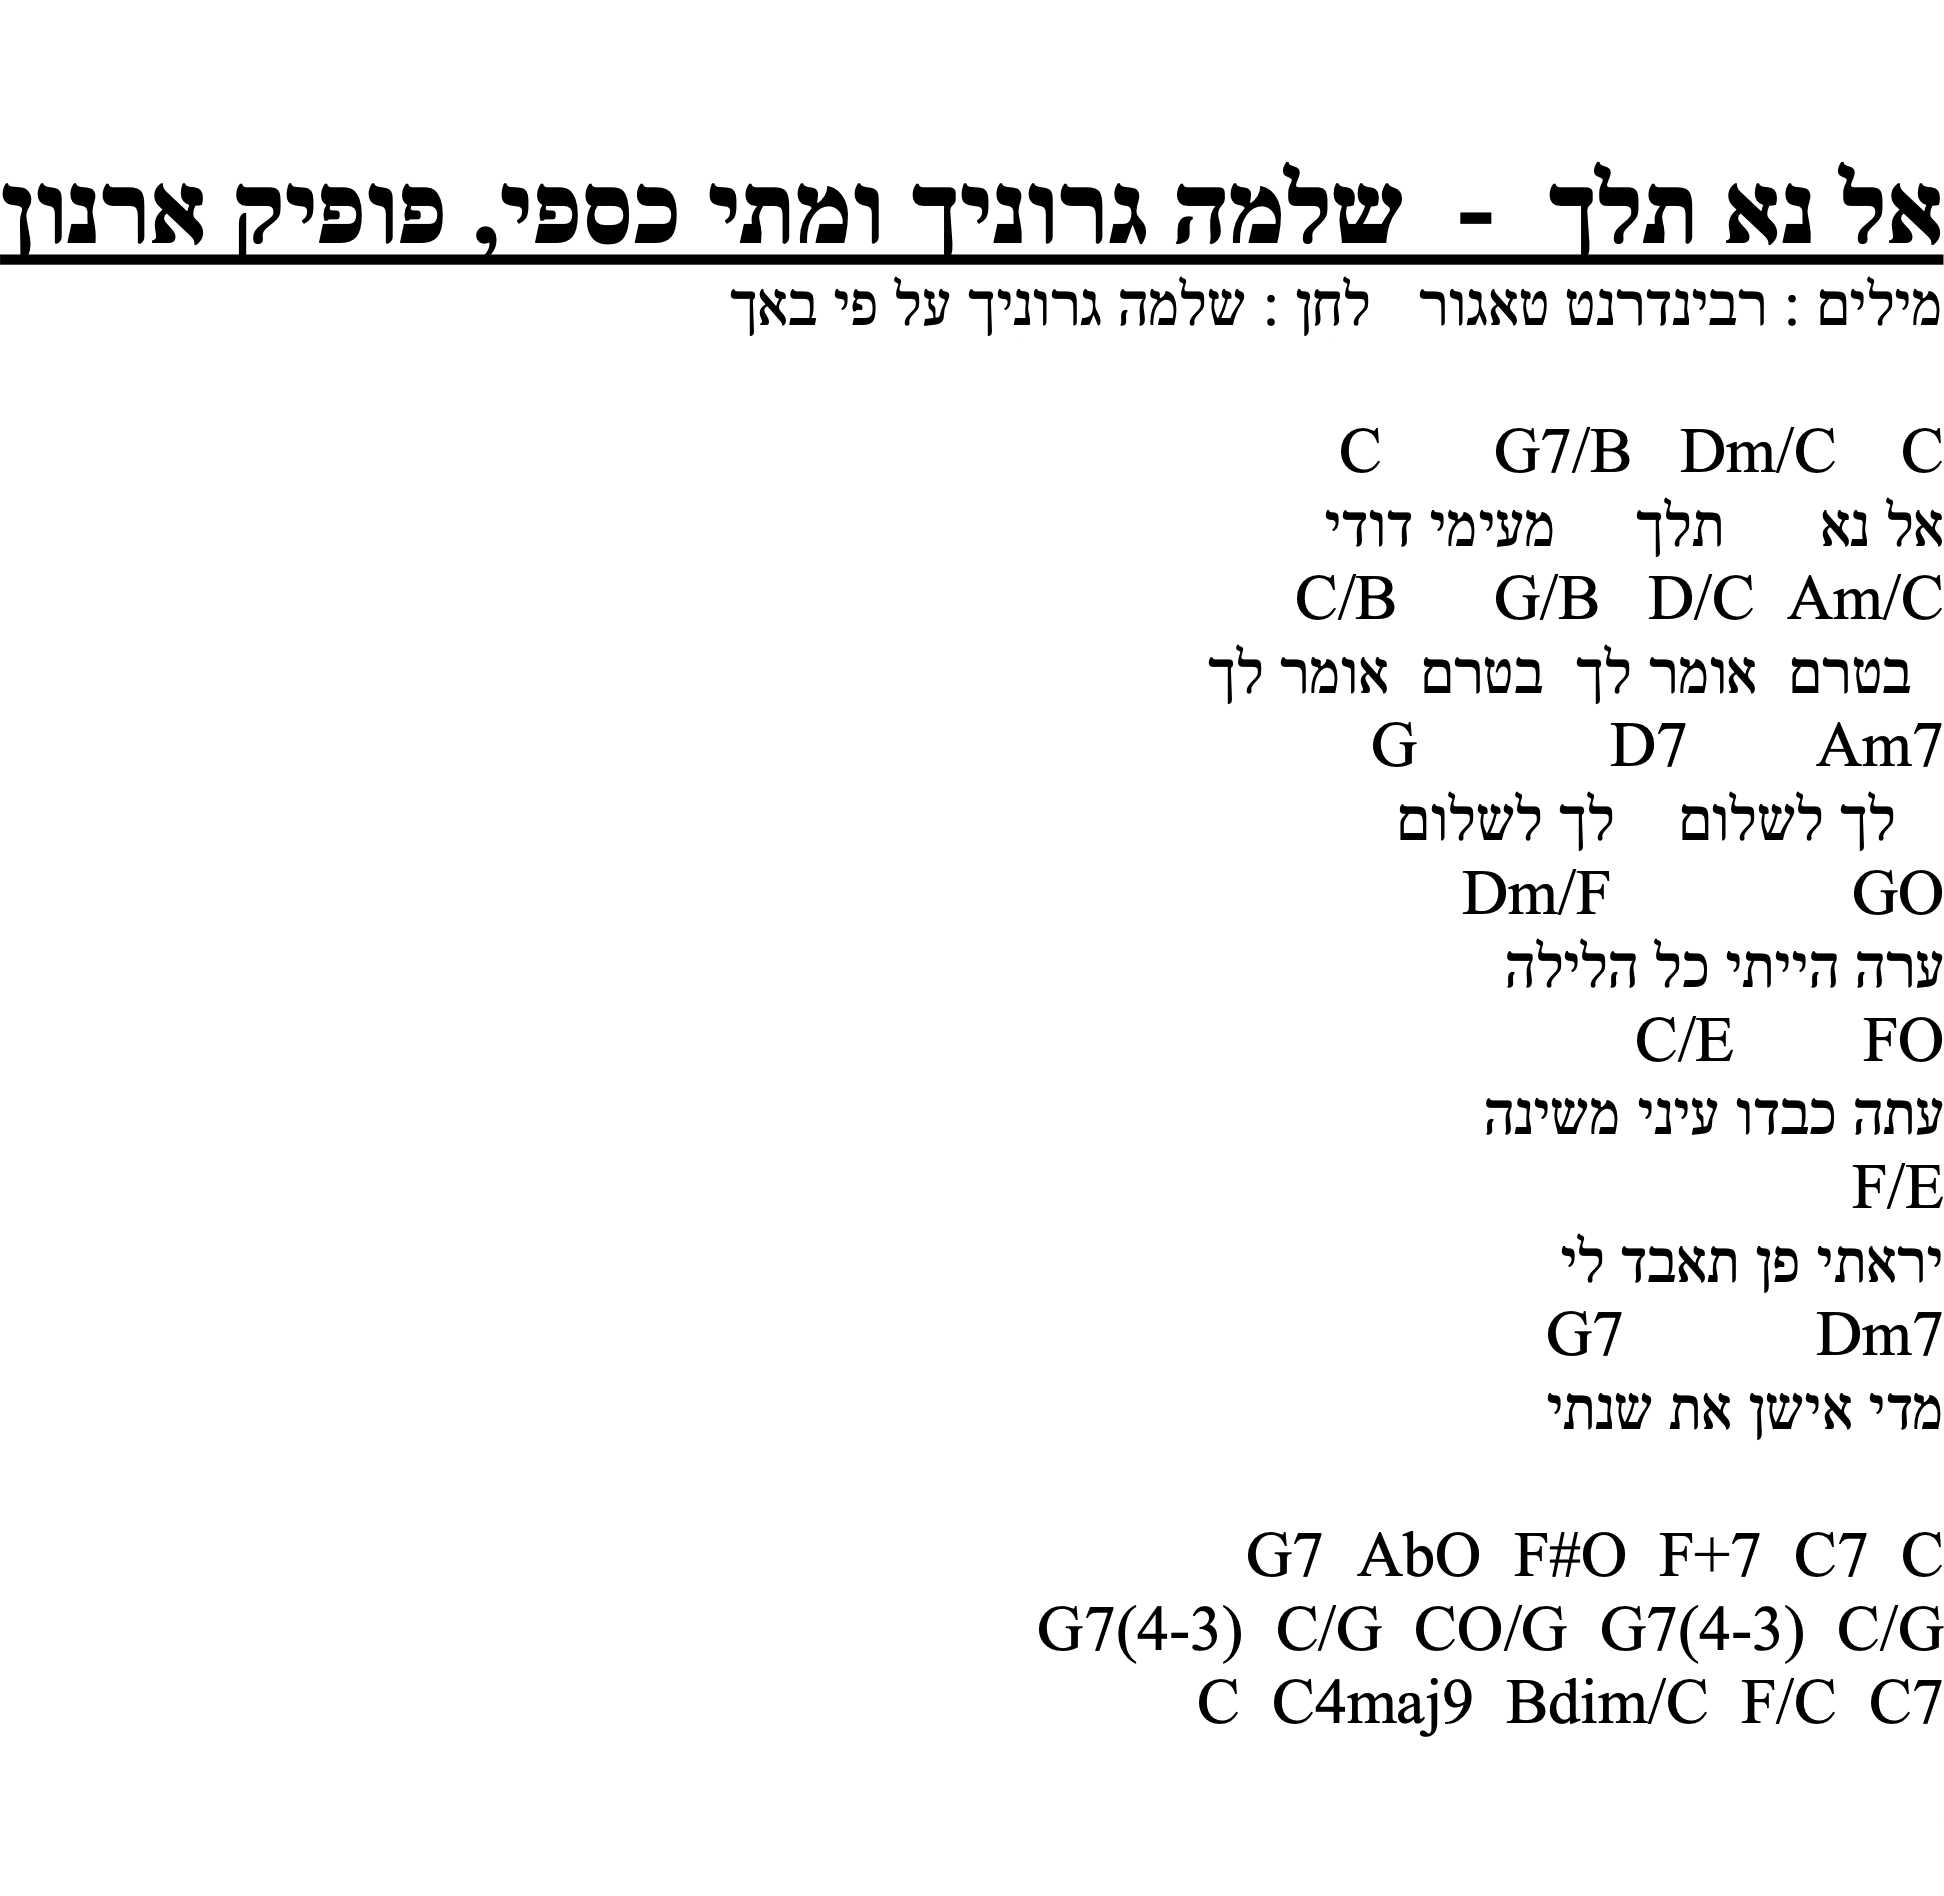 אל נא תלך - שלמה גרוניך ומתי כספי, פופיק ארנון
מילים : רבינדרנט טאגור לחן : שלמה גרוניך על פי באך
C Dm/C G7/B C
אל נא תלך מעימי דודי
Am/C D/C G/B C/B
בטרם אומר לך בטרם אומר לך
Am7 D7 G
לך לשלום לך לשלום
GO Dm/F
ערה הייתי כל הלילה
FO C/E
עתה כבדו עיני משינה
F/E
יראתי פן תאבד לי
Dm7 G7
מדי אישן את שנתי
C C7 F+7 F#O AbO G7
C/G G7(4-3) CO/G C/G G7(4-3)
C7 F/C Bdim/C C4maj9 C